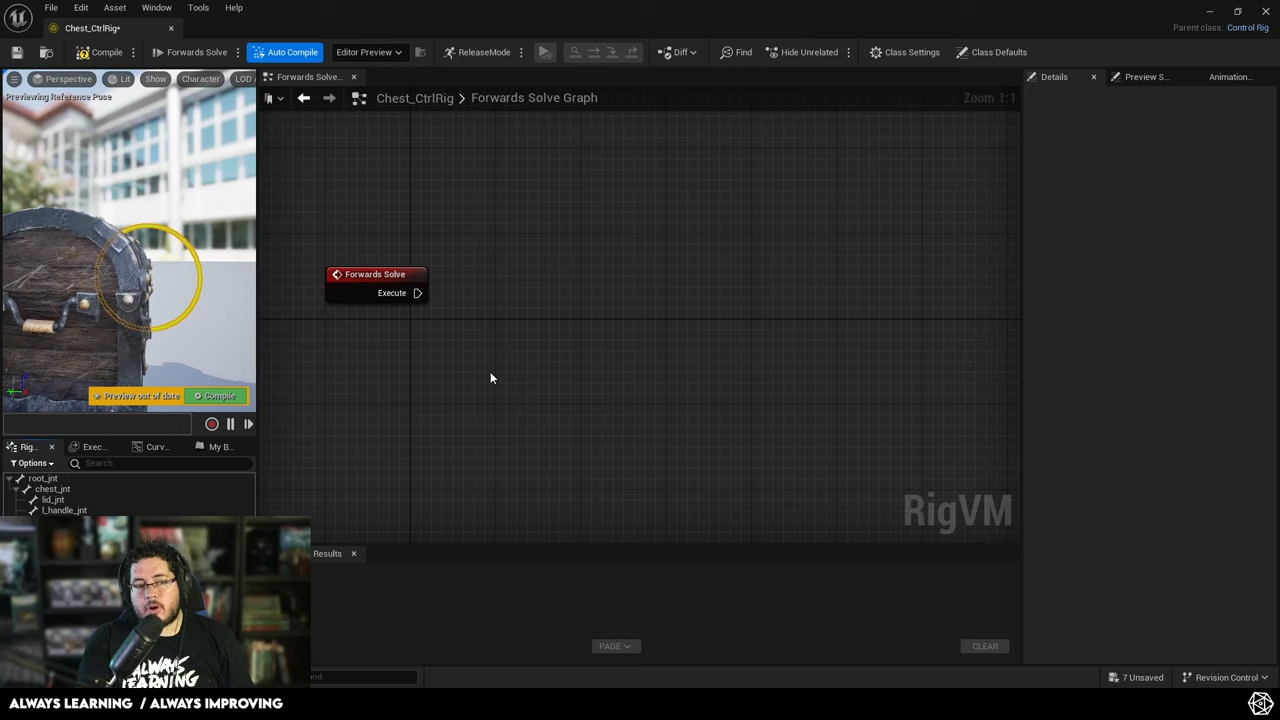 File Edit Asset Window Tools Help
Chest_CtrlRig*
Parent class: Control Rig
Compile Forwards Solve Auto Compile Editor Preview ReleaseMode Diff Find Hide Unrelated Class Settings Class Defaults
Perspective Lit Show Character LOD
Previewing Reference Pose
Forwards Solve...
Chest_CtrlRig > Forwards Solve Graph
Zoom 1:1
Details Preview S... Animation...
Forwards Solve
Execute
Preview out of date Compile
Rig... Exec... Curv... My B...
Options Search
root_jnt
chest_jnt
lid_jnt
l_handle_jnt
RigVM
Results
PAGE
CLEAR
7 Unsaved Revision Control
ALWAYS
LEARNING
ALWAYS LEARNING / ALWAYS IMPROVING